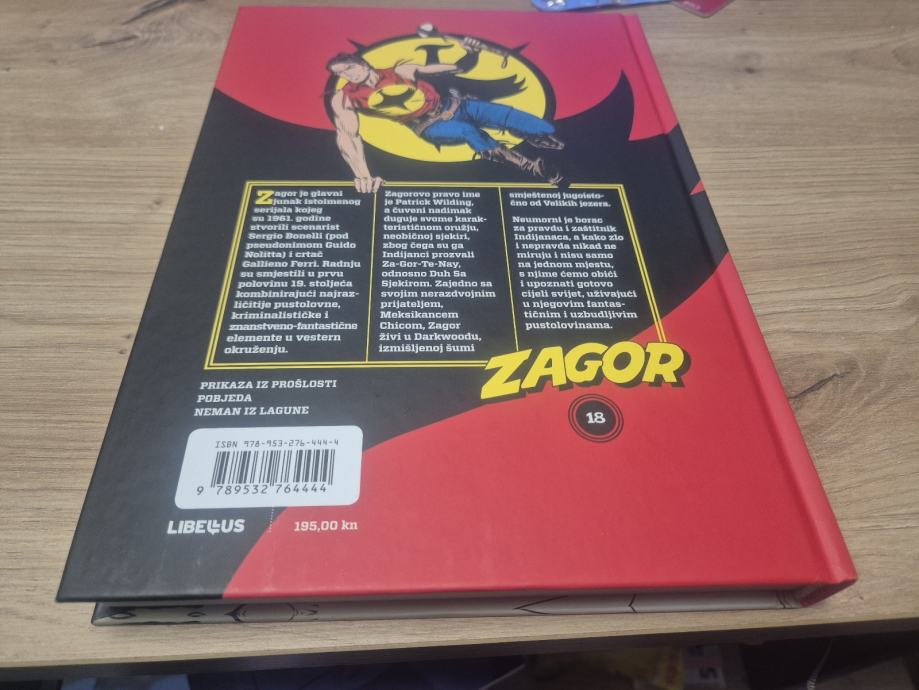 Zagor je glavni
junak istoimenog
serijala kojeg
su 1961. godine
stvorili scenarist
Sergio Bonelli (pod
pseudonimom Guido
Nolitta) i crtač
Gallieno Ferri. Radnju
su smjestili u prvu
polovinu 19. stoljeća
kombinirajući najraz-
ličitije pustolovne,
kriminalističke i
znanstveno-fantastične
elemente u vestern
okruženju.
Zagorovo pravo ime
je Patrick Wilding,
a čuveni nadimak
duguje svome karak-
terističnom oružju,
neobičnoj sjekiri,
zbog čega su ga
Indijanci prozvali
Za-Gor-Te-Nay,
odnosno Duh Sa
Sjekirom. Zajedno sa
svojim nerazdvojnim
prijateljem,
Meksikancem
Chicom, Zagor
živi u Darkwoodu,
izmišljenoj šumi
smještenoj jugoisto-
čno od Velikih jezera.
Neumorni je borac
za pravdu i zaštitnik
Indijanaca, a kako zlo
i nepravda nikad ne
miruju i nisu samo
na jednom mjestu,
s njime ćemo obići
i upoznati gotovo
cijeli svijet, uživajući
u njegovim fantas-
tičnim i uzbudljivim
pustolovinama.
ZAGOR
18
PRIKAZA IZ PROŠLOSTI
POBJEDA
NEMAN IZ LAGUNE
ISBN 978-953-276-444-4
9 789532 764444
LIBELLUS
195,00 kn